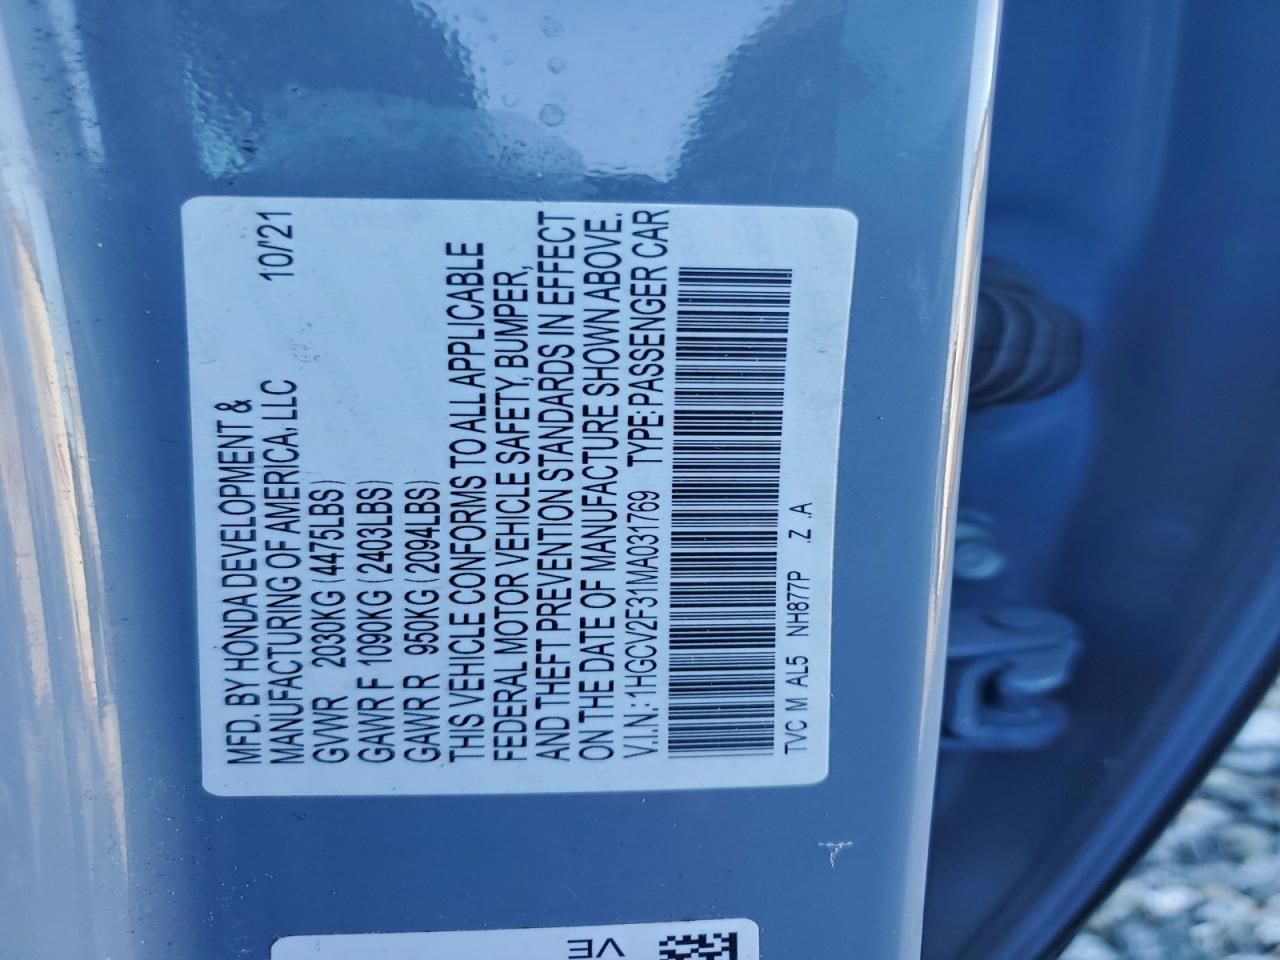 MFD. BY HONDA DEVELOPMENT &
MANUFACTURING OF AMERICA, LLC 10/'21
GVWR 2030KG (4475LBS)
GAWR F 1090KG (2403LBS)
GAWR R 950KG (2094LBS)
THIS VEHICLE CONFORMS TO ALL APPLICABLE
FEDERAL MOTOR VEHICLE SAFETY, BUMPER,
AND THEFT PREVENTION STANDARDS IN EFFECT
ON THE DATE OF MANUFACTURE SHOWN ABOVE.
V.I.N.:1HGCV2F31MA031769 TYPE:PASSENGER CAR
TVC M AL5 NH877P .Z .A
VE